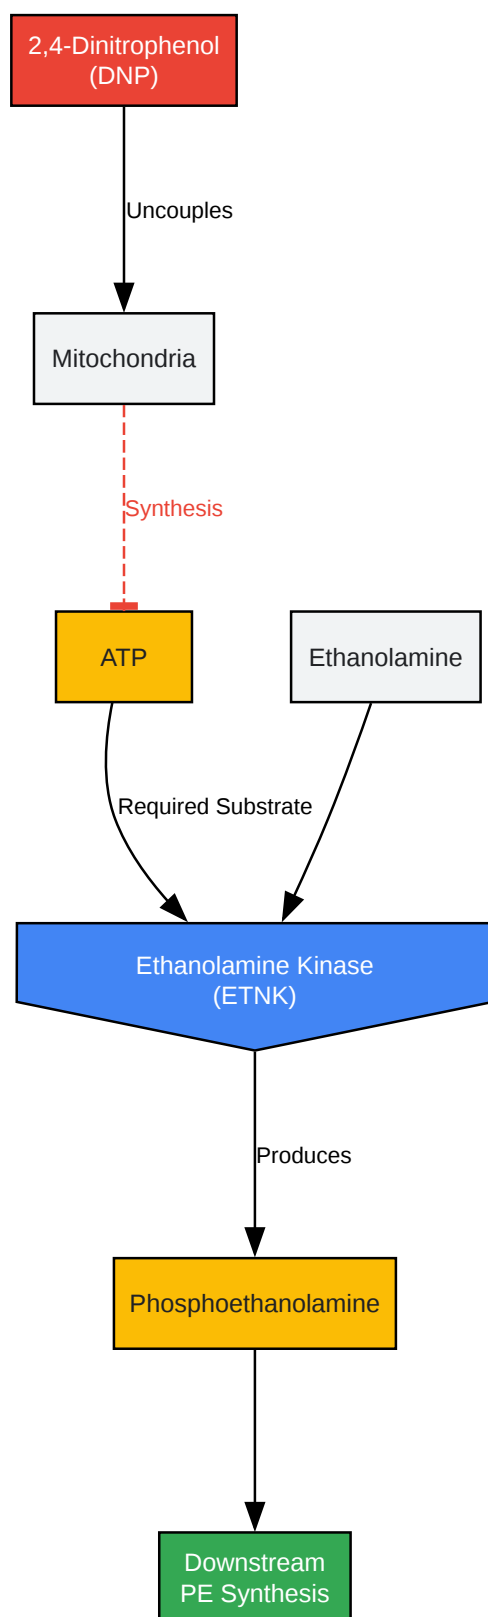 2,4-Dinitrophenol
(DNP)
Uncouples
Mitochondria
Synthesis
ATP
Ethanolamine
Required Substrate
Ethanolamine Kinase
(ETNK)
Produces
Phosphoethanolamine
Downstream
PE Synthesis